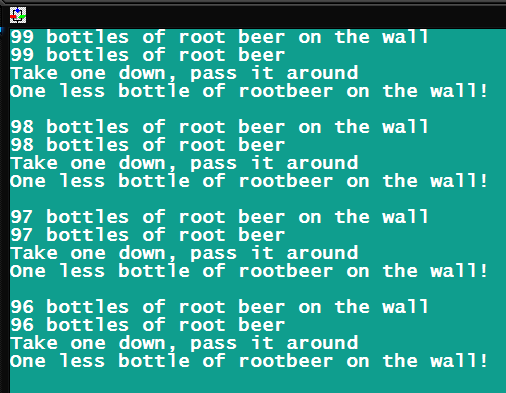 99 bottles of root beer on the wall
99 bottles of root beer
Take one down, pass it around
One less bottle of rootbeer on the wall!
98 bottles of root beer on the wall
98 bottles of root beer
Take one down, pass it around
One less bottle of rootbeer on the wall!
97 bottles of root beer on the wall
97 bottles of root beer
Take one down, pass it around
One less bottle of rootbeer on the wall!
96 bottles of root beer on the wall
96 bottles of root beer
Take one down, pass it around
One less bottle of rootbeer on the wall!